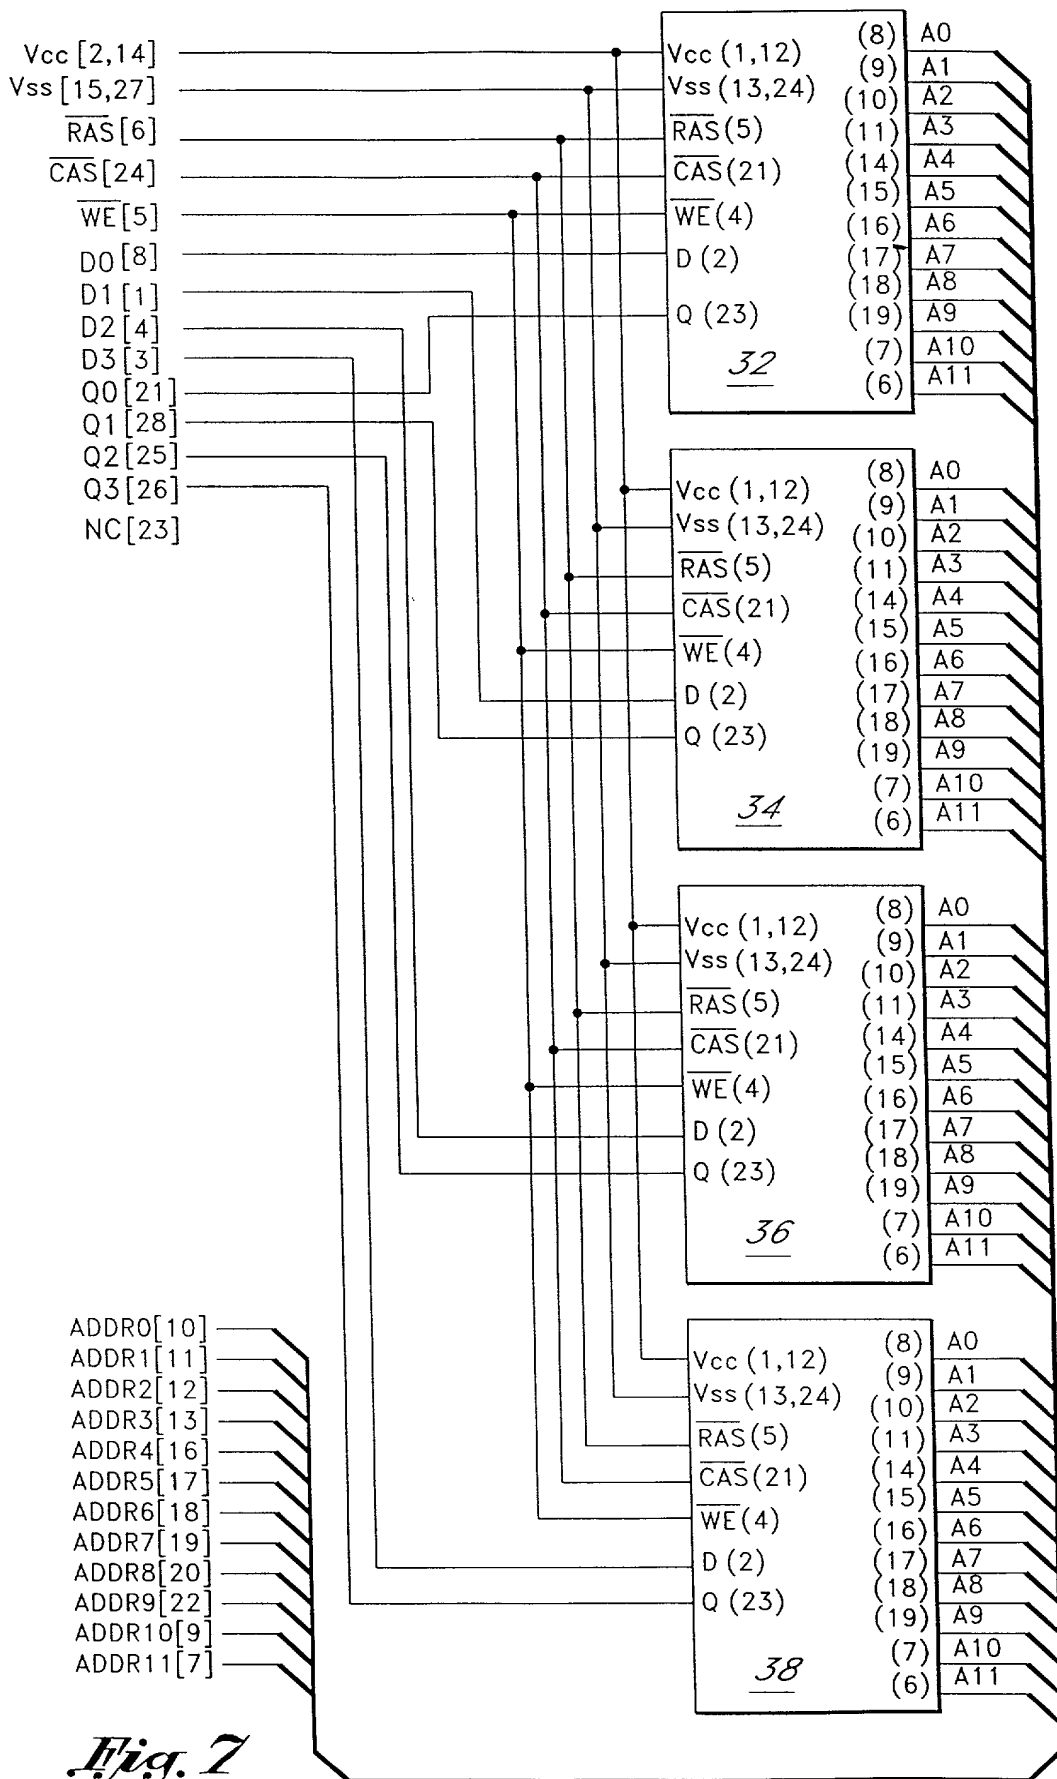 Vcc [2,14]
Vss [15,27]
RAS [6]
CAS [24]
WE [5]
D0 [8]
D1 [1]
D2 [4]
D3 [3]
Q0 [21]
Q1 [28]
Q2 [25]
Q3 [26]
NC [23]
Vcc (1,12)
Vss (13,24)
RAS (5)
CAS (21)
WE (4)
D (2)
Q (23)
32
(8) A0
(9) A1
(10) A2
(11) A3
(14) A4
(15) A5
(16) A6
(17) A7
(18) A8
(19) A9
(7) A10
(6) A11
Vcc (1,12)
Vss (13,24)
RAS (5)
CAS (21)
WE (4)
D (2)
Q (23)
34
(8) A0
(9) A1
(10) A2
(11) A3
(14) A4
(15) A5
(16) A6
(17) A7
(18) A8
(19) A9
(7) A10
(6) A11
Vcc (1,12)
Vss (13,24)
RAS (5)
CAS (21)
WE (4)
D (2)
Q (23)
36
(8) A0
(9) A1
(10) A2
(11) A3
(14) A4
(15) A5
(16) A6
(17) A7
(18) A8
(19) A9
(7) A10
(6) A11
Vcc (1,12)
Vss (13,24)
RAS (5)
CAS (21)
WE (4)
D (2)
Q (23)
38
(8) A0
(9) A1
(10) A2
(11) A3
(14) A4
(15) A5
(16) A6
(17) A7
(18) A8
(19) A9
(7) A10
(6) A11
ADDR0 [10]
ADDR1 [11]
ADDR2 [12]
ADDR3 [13]
ADDR4 [16]
ADDR5 [17]
ADDR6 [18]
ADDR7 [19]
ADDR8 [20]
ADDR9 [22]
ADDR10 [9]
ADDR11 [7]
Fig. 7